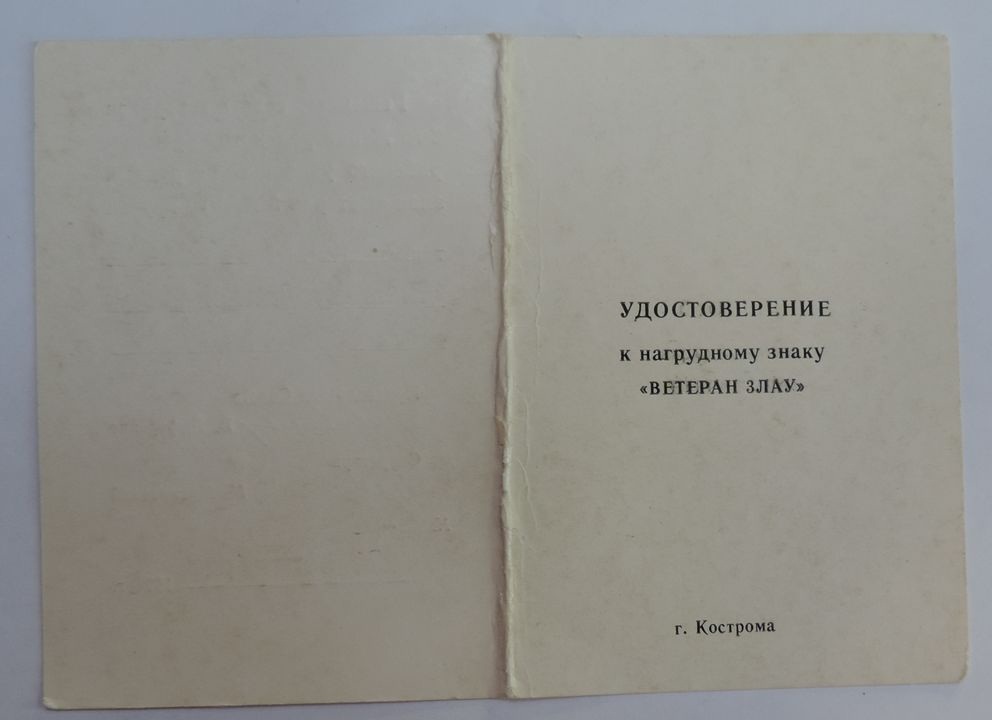 УДОСТОВЕРЕНИЕ
к нагрудному знаку
«ВЕТЕРАН ЗЛАУ»
г. Кострома